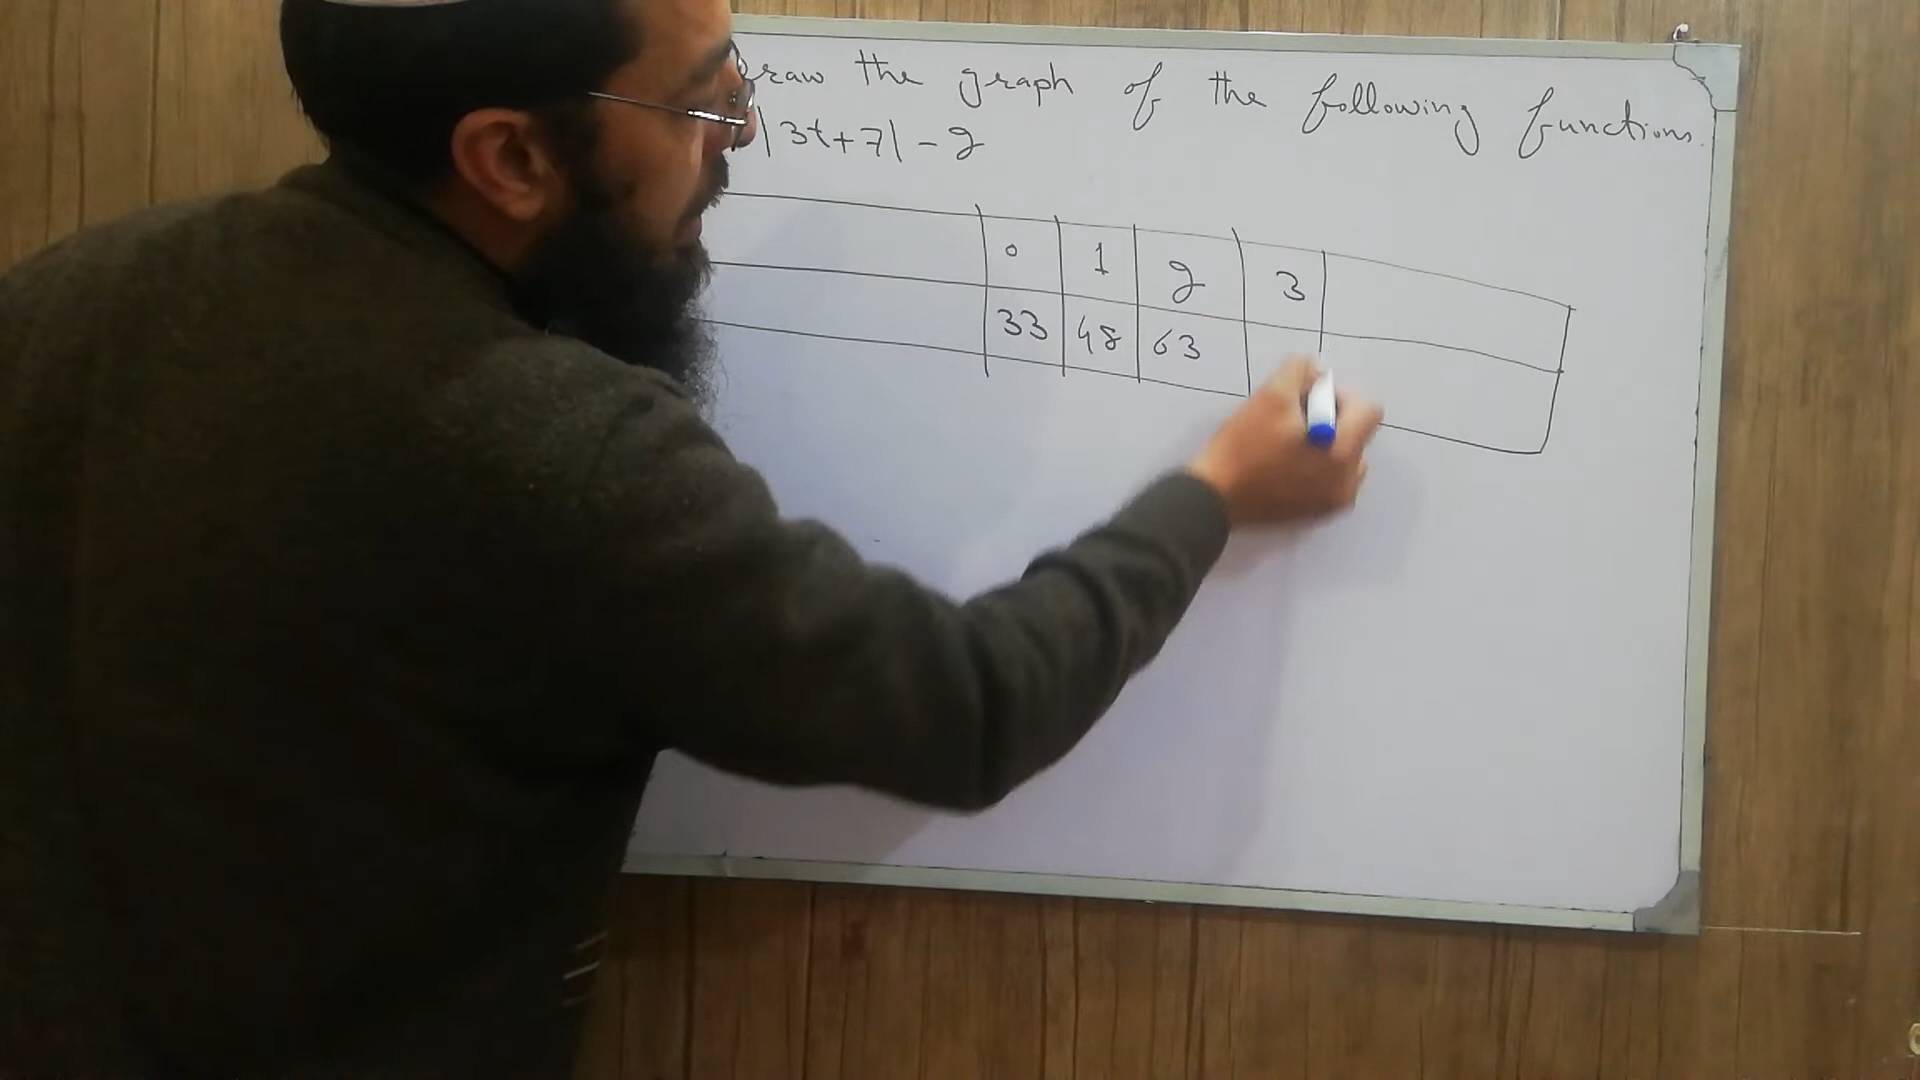 Draw the graph of the following functions.
|3t+7| - 2
0 1 2 3
33 48 63